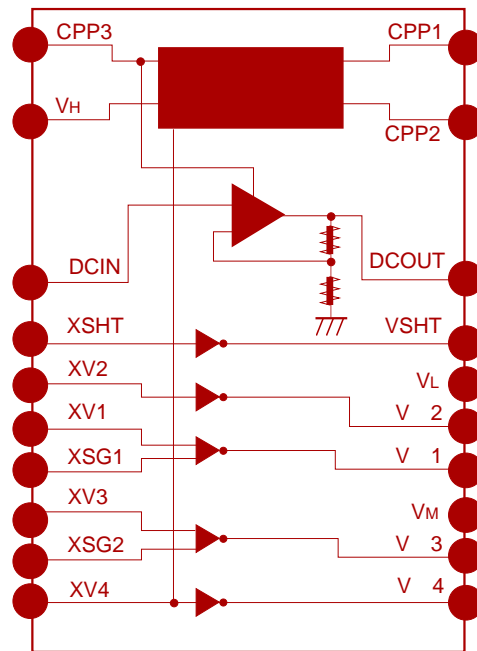 CPP3
CPP1
VH
CPP2
DCIN
DCOUT
XSHT
VSHT
XV2
VL
XV1
V 2
XSG1
V 1
XV3
VM
XSG2
V 3
XV4
V 4